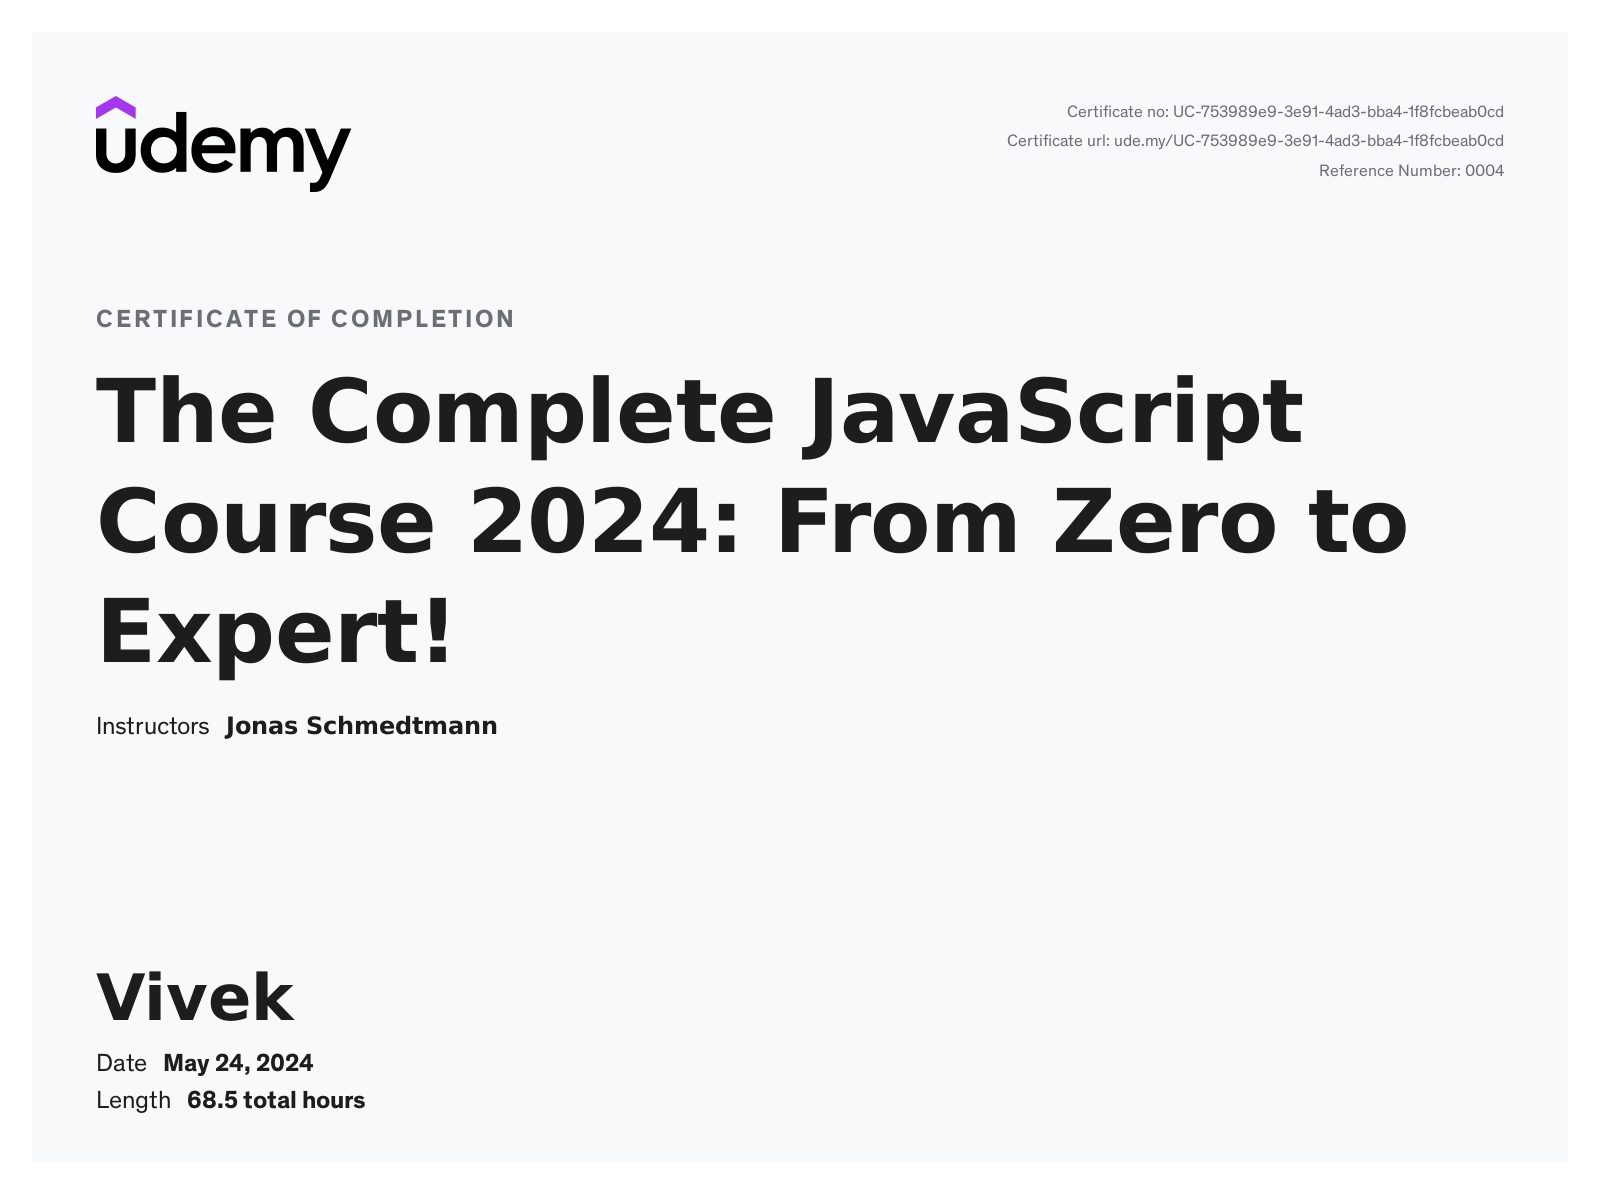 udemy
Certificate no: UC-753989e9-3e91-4ad3-bba4-1f8fcbeab0cd
Certificate url: ude.my/UC-753989e9-3e91-4ad3-bba4-1f8fcbeab0cd
Reference Number: 0004
CERTIFICATE OF COMPLETION
The Complete JavaScript
Course 2024: From Zero to
Expert!
Instructors Jonas Schmedtmann
Vivek
Date May 24, 2024
Length 68.5 total hours